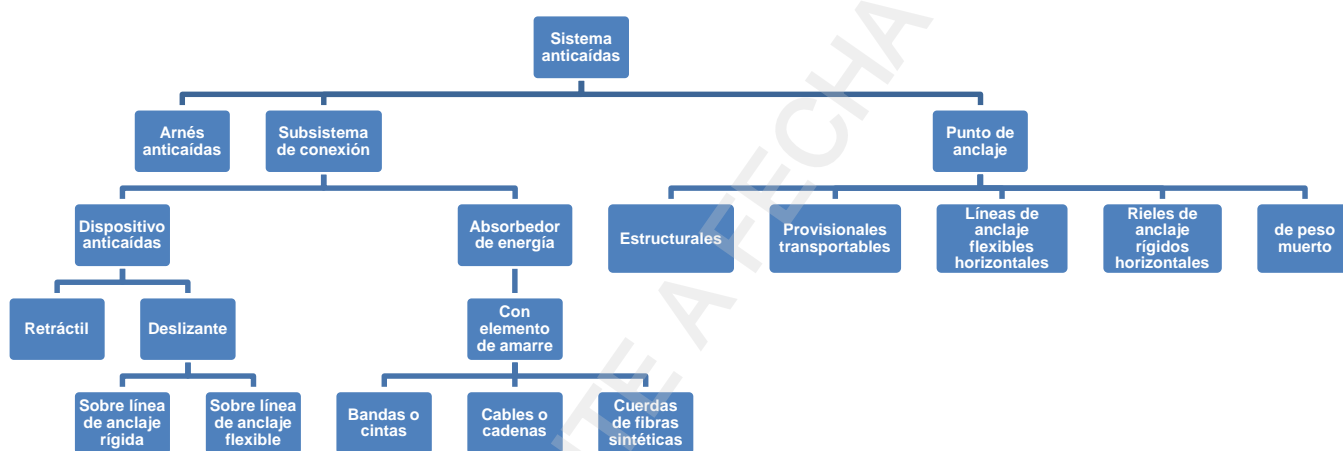 Sistema
anticaídas
Arnés
anticaídas
Subsistema
de conexión
Punto de
anclaje
Dispositivo
anticaídas
Absorbedor
de energía
Estructurales
Provisionales
transportables
Líneas de
anclaje
flexibles
horizontales
Rieles de
anclaje
rígidos
horizontales
de peso
muerto
Retráctil
Deslizante
Con
elemento
de amarre
Sobre línea
de anclaje
rígida
Sobre línea
de anclaje
flexible
Bandas o
cintas
Cables o
cadenas
Cuerdas
de fibras
sintéticas
A FECHA